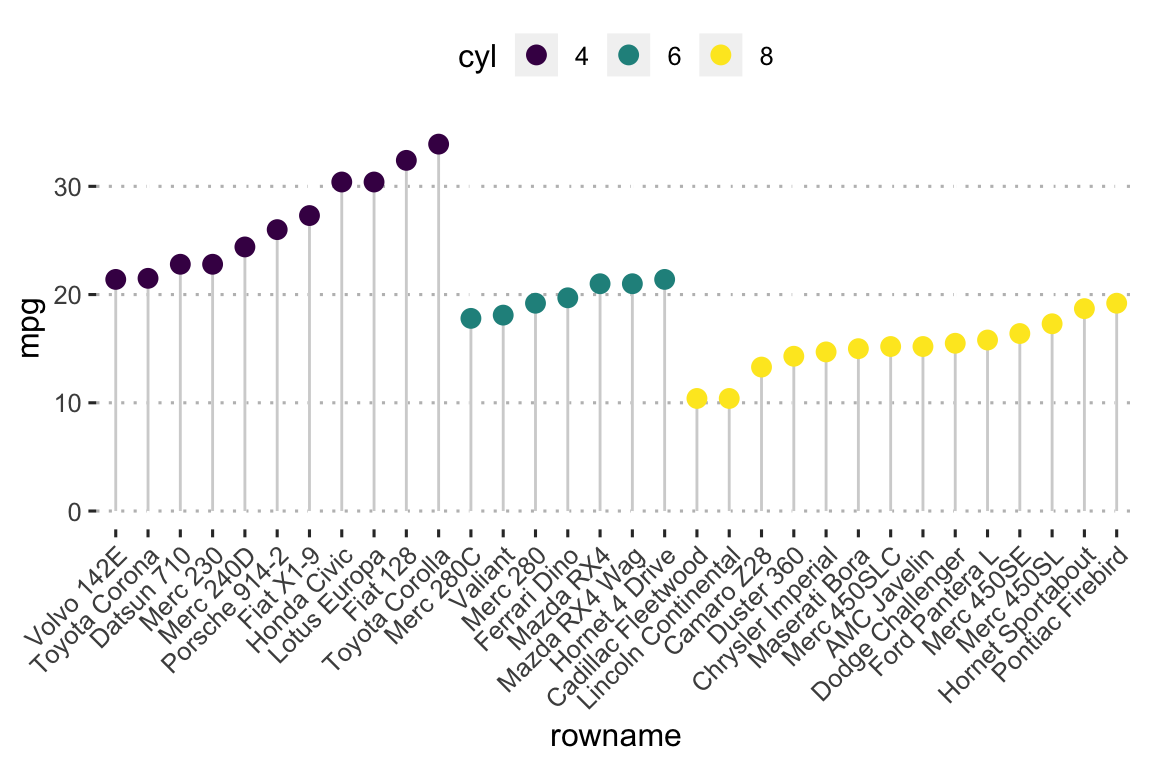 cyl 4 6 8
30
20
10
0
mpg
Volvo 142E
Toyota Corona
Datsun 710
Merc 230
Merc 240D
Porsche 914-2
Fiat X1-9
Honda Civic
Lotus Europa
Fiat 128
Toyota Corolla
Merc 280C
Valiant
Merc 280
Ferrari Dino
Mazda RX4
Mazda RX4 Wag
Hornet 4 Drive
Cadillac Fleetwood
Lincoln Continental
Camaro Z28
Duster 360
Chrysler Imperial
Maserati Bora
Merc 450SLC
AMC Javelin
Dodge Challenger
Ford Pantera L
Merc 450SE
Merc 450SL
Hornet Sportabout
Pontiac Firebird
rowname